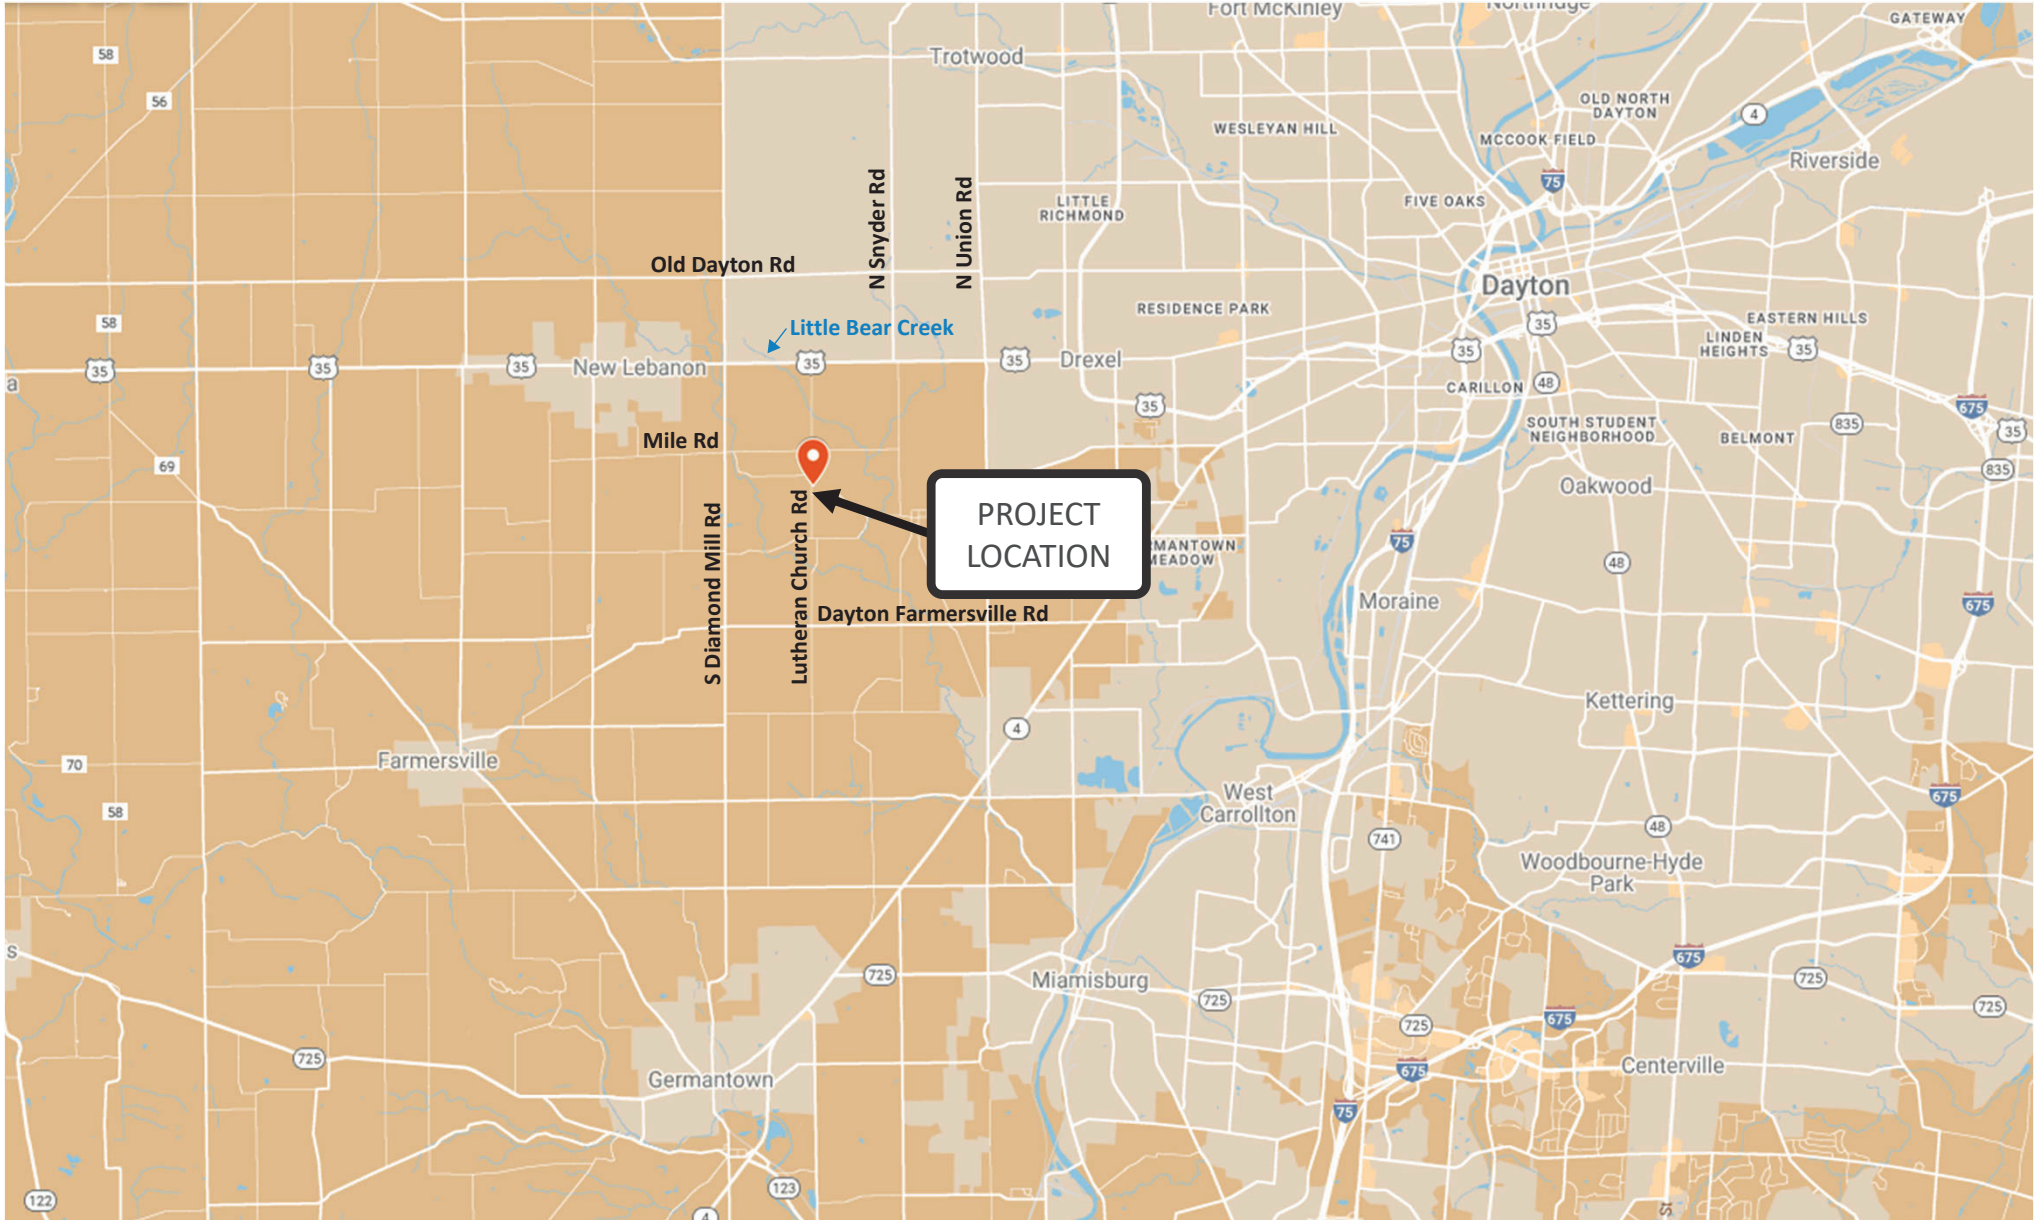 Fort McKinley
Northridge
GATEWAY
58
Trotwood
56
OLD NORTH
DAYTON
4
WESLEYAN HILL
MCCOOK FIELD
Riverside
75
N Snyder Rd
N Union Rd
LITTLE
RICHMOND
FIVE OAKS
Old Dayton Rd
Dayton
RESIDENCE PARK
58
Little Bear Creek
35
EASTERN HILLS
LINDEN
HEIGHTS
35
35
35
35
35
New Lebanon
35
35
Drexel
a
CARILLON
48
35
675
SOUTH STUDENT
NEIGHBORHOOD
835
BELMONT
35
Mile Rd
69
835
Oakwood
PROJECT
LOCATION
S Diamond Mill Rd
Lutheran Church Rd
75
RMANTOWN
MEADOW
48
Moraine
675
Dayton Farmersville Rd
Kettering
4
Farmersville
70
58
West
Carrollton
675
741
48
Woodbourne-Hyde
Park
s
725
Miamisburg
675
725
725
725
725
675
725
Germantown
675
Centerville
75
122
123
4